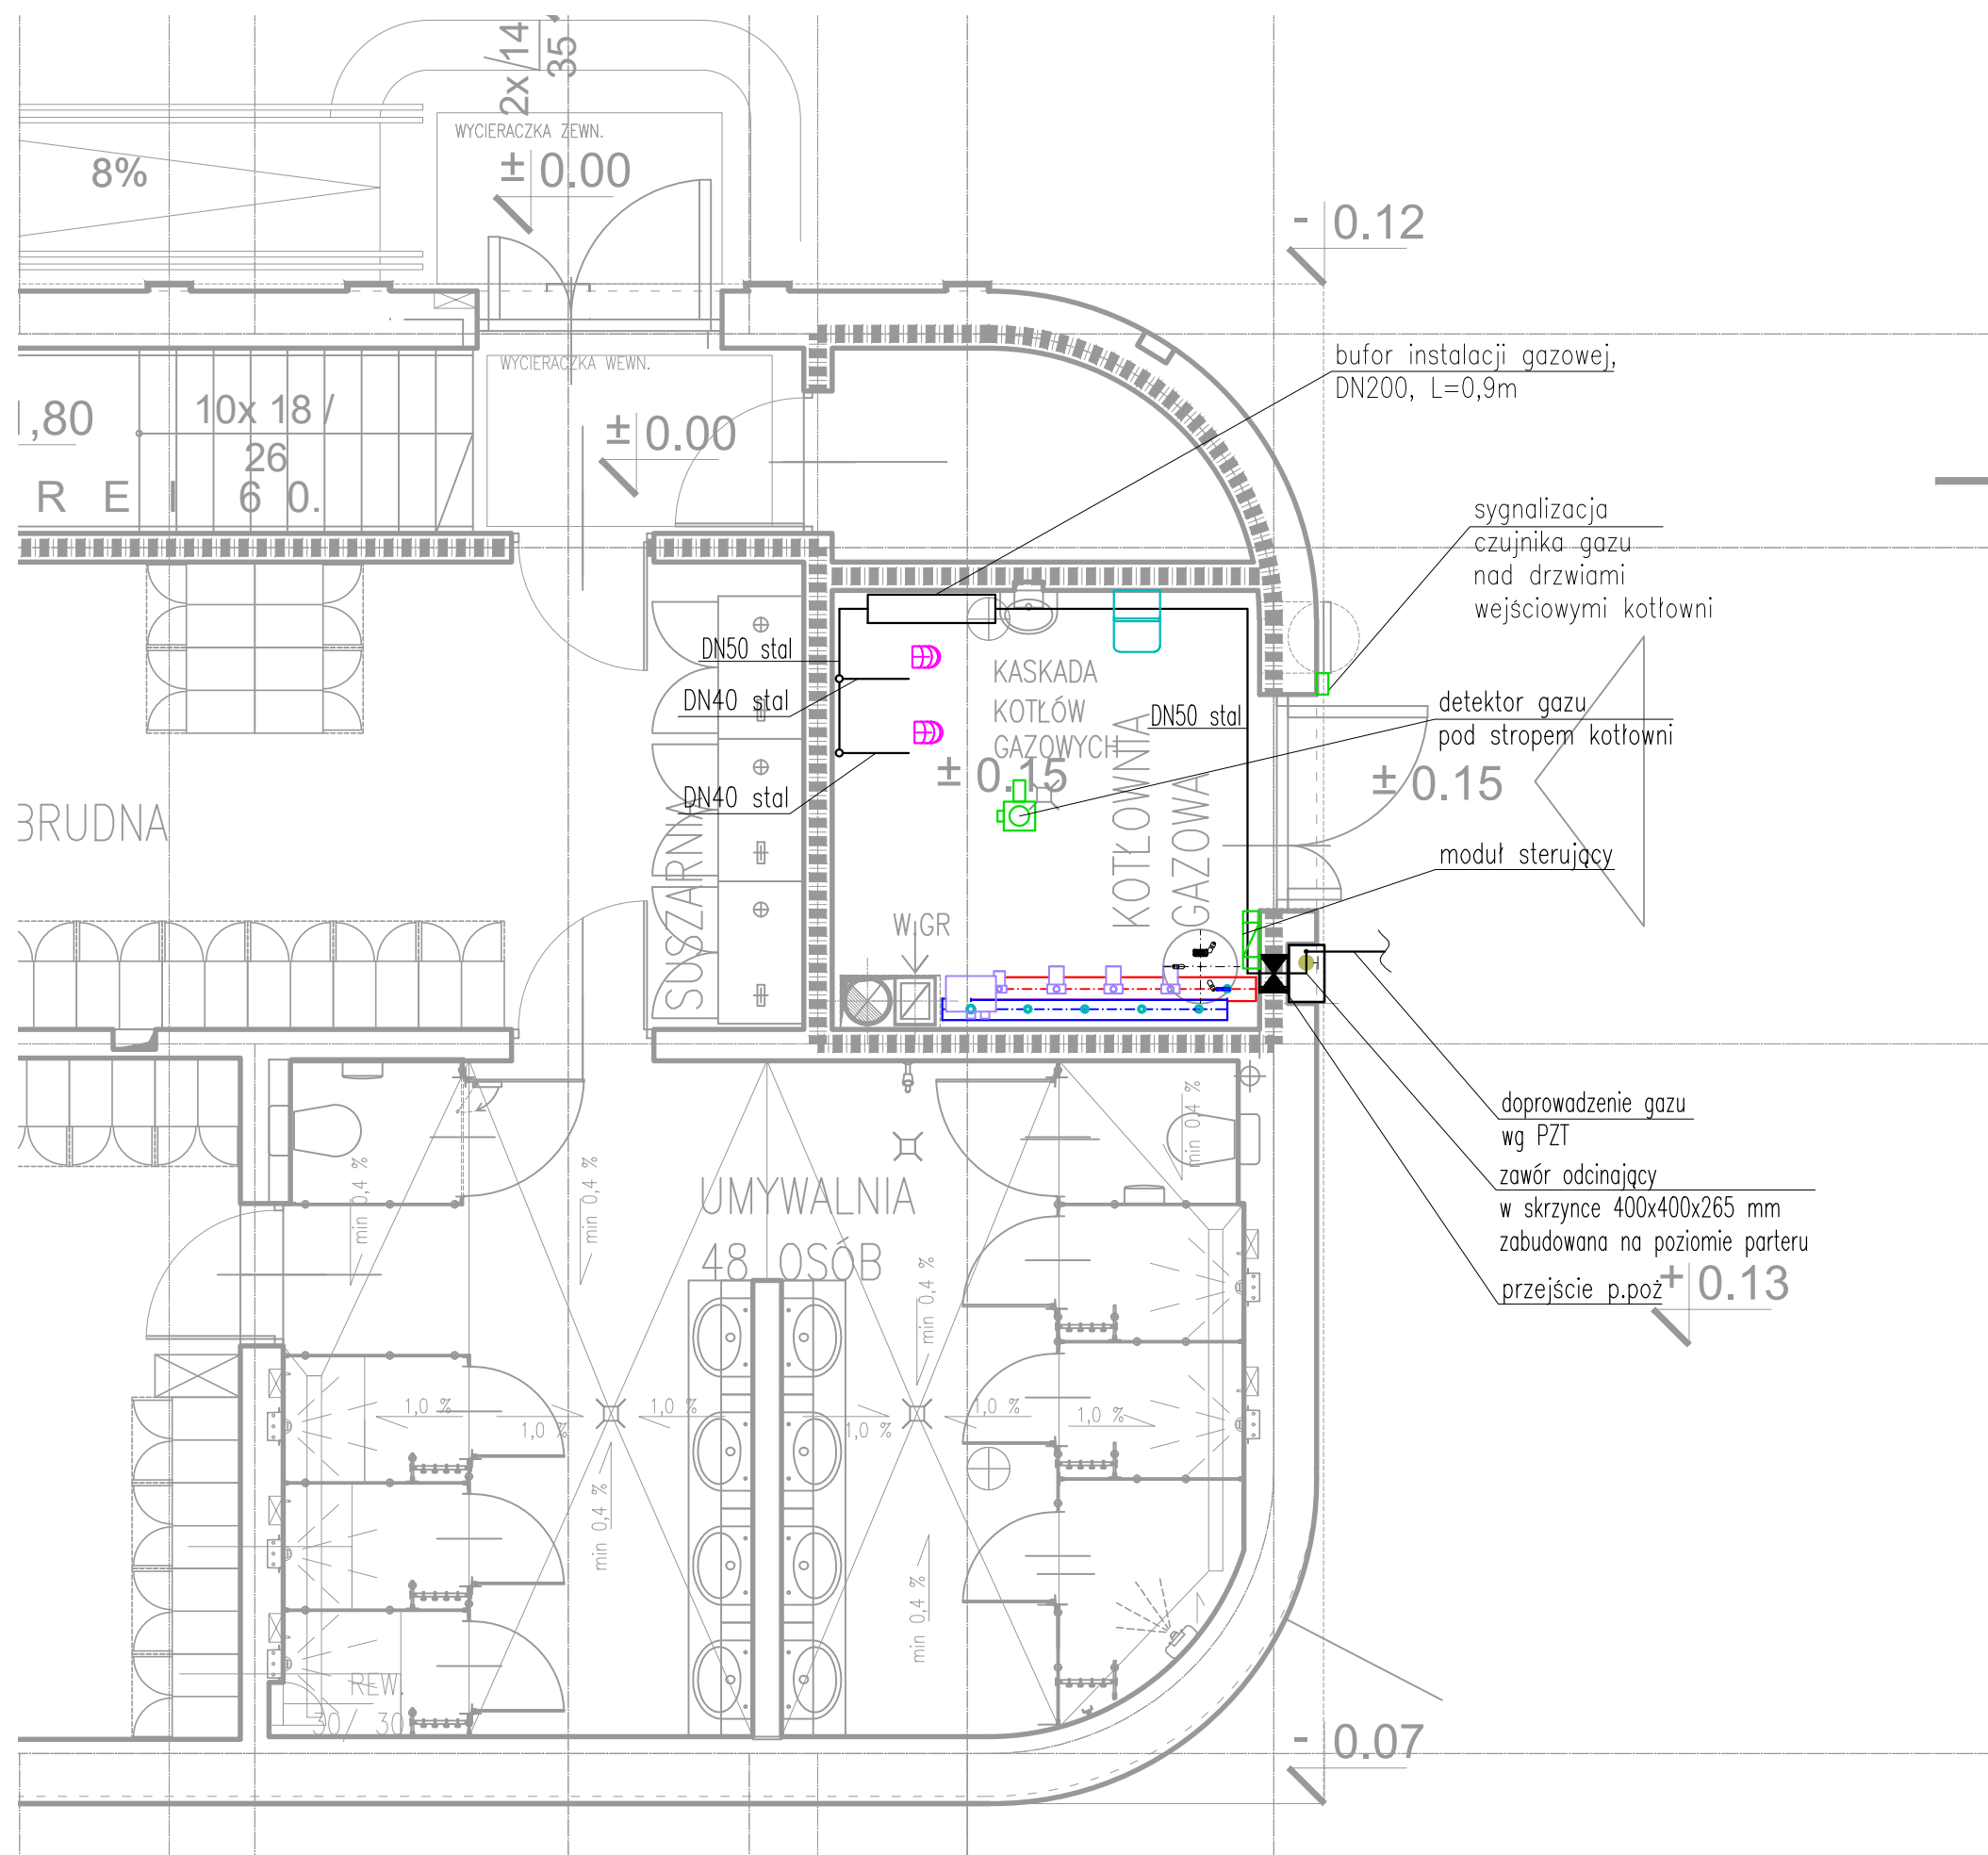 2x 14
35
WYCIERACZKA ZEWN.
± 0.00
8%
- 0.12
WYCIERACZKA WEWN.
bufor instalacji gazowej,
DN200, L=0,9m
1,80
10x 18 /
26
± 0.00
R E I 6 0.
sygnalizacja
czujnika gazu
nad drzwiami
wejściowymi kotłowni
DN50 stal
DN40 stal
DN40 stal
KASKADA
KOTŁÓW
GAZOWYCH
± 0.15
DN50 stal
KOTŁOWNIA
GAZOWA
detektor gazu
pod stropem kotłowni
± 0.15
moduł sterujący
BRUDNA
SUSZARNIA
W.GR
doprowadzenie gazu
wg PZT
zawór odcinający
w skrzynce 400x400x265 mm
zabudowana na poziomie parteru
przejście p.poż
+ 0.13
min 0,4 %
min 0,4 %
min 0,4 %
UMYWALNIA
48 OSÓB
min 0,4 %
1,0 %
1,0 %
1,0 %
1,0 %
1,0 %
1,0 %
min 0,4 %
min 0,4 %
REW.
30/ 30
- 0.07